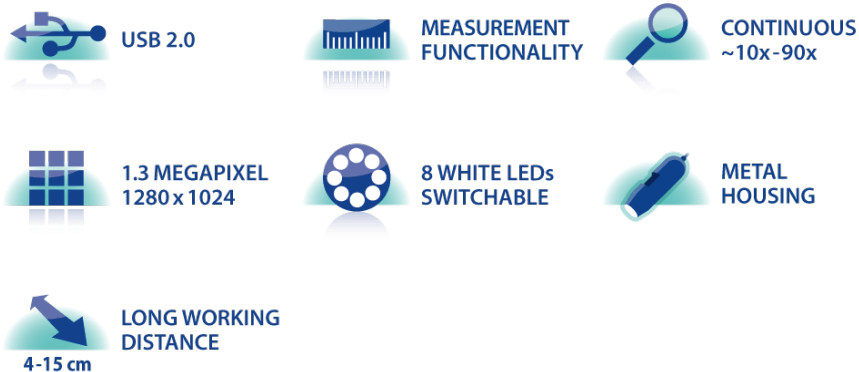 USB 2.0
MEASUREMENT
FUNCTIONALITY
CONTINUOUS
~10x-90x
1.3 MEGAPIXEL
1280 x 1024
8 WHITE LEDs
SWITCHABLE
METAL
HOUSING
LONG WORKING
DISTANCE
4-15 cm